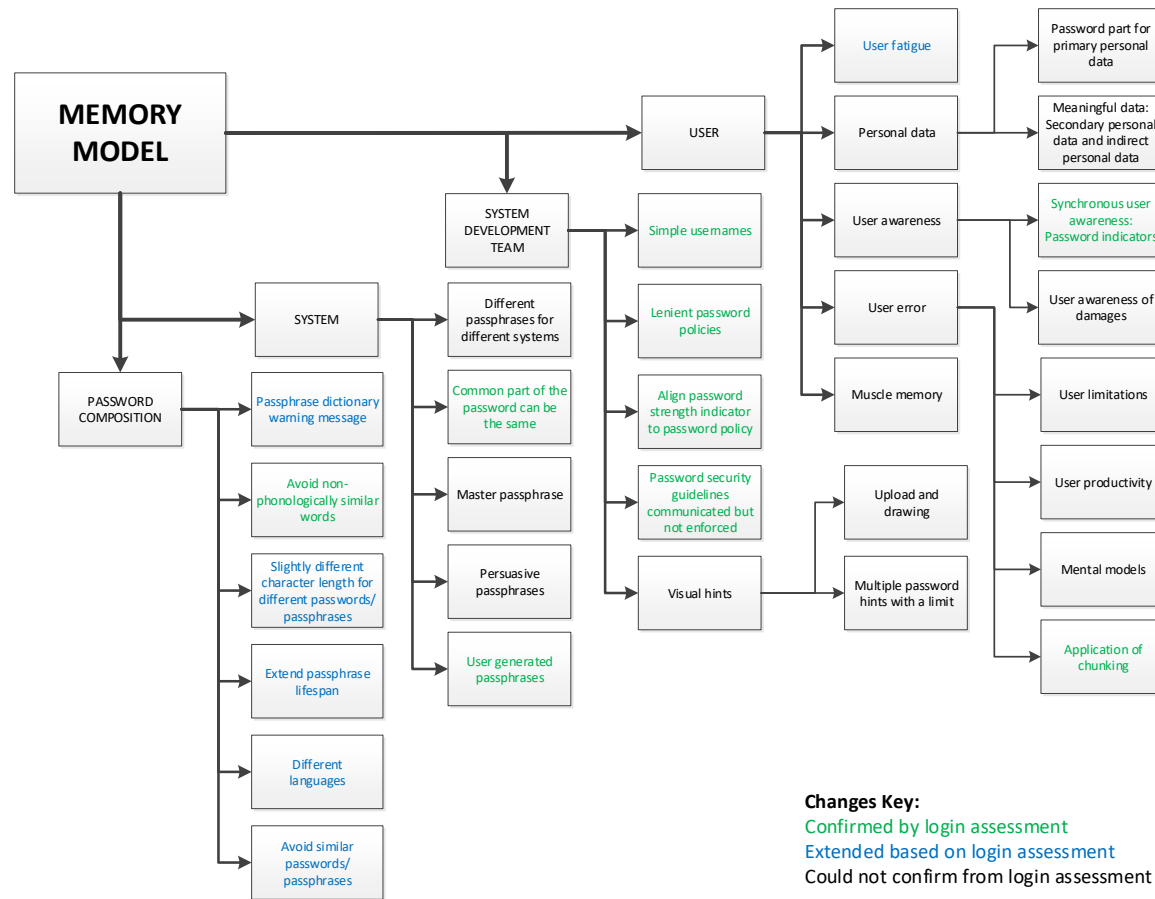 MEMORY
MODEL
USER
SYSTEM
DEVELOPMENT
TEAM
SYSTEM
PASSWORD
COMPOSITION
Passphrase dictionary
warning message
Avoid non-
phonologically similar
words
Slightly different
character length for
different passwords/
passphrases
Extend passphrase
lifespan
Different
languages
Avoid similar
passwords/
passphrases
Different
passphrases for
different systems
Common part of the
password can be
the same
Master passphrase
Persuasive
passphrases
User generated
passphrases
Simple usernames
Lenient password
policies
Align password
strength indicator
to password policy
Password security
guidelines
communicated but
not enforced
Visual hints
Upload and
drawing
Multiple password
hints with a limit
User fatigue
Personal data
User awareness
User error
Muscle memory
Password part for
primary personal
data
Meaningful data:
Secondary personal
data and indirect
personal data
Synchronous user
awareness:
Password indicators
User awareness of
damages
User limitations
User productivity
Mental models
Application of
chunking
Changes Key:
Confirmed by login assessment
Extended based on login assessment
Could not confirm from login assessment